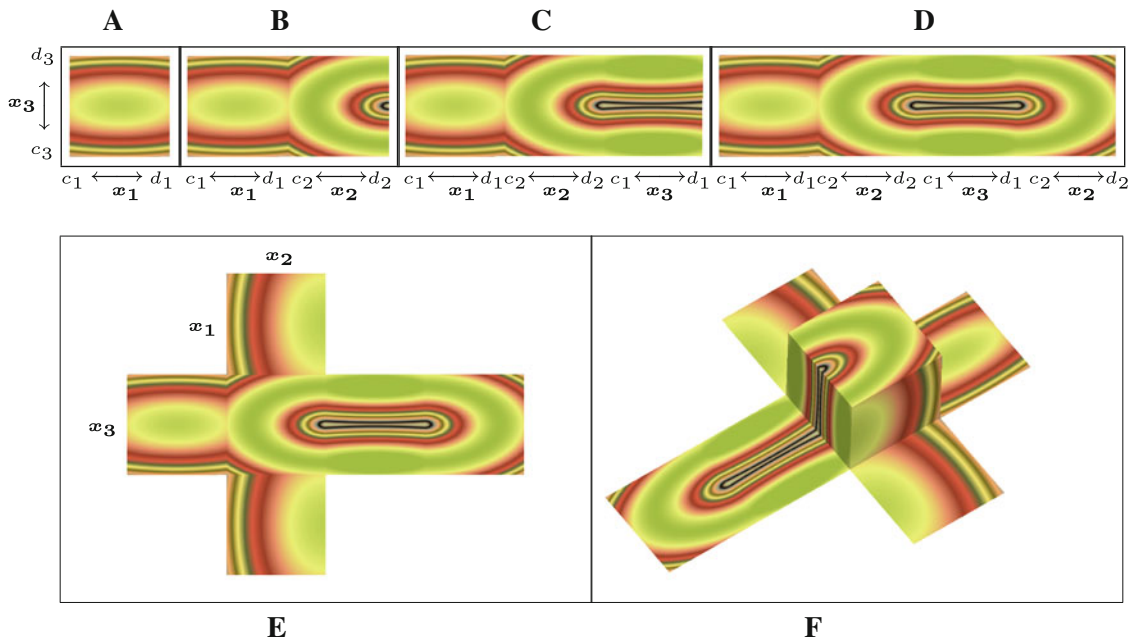 A B C D
d₃
x₃
c₃
c₁ ⟷ d₁ c₁ ⟷ d₁ c₂ ⟷ d₂ c₁ ⟷ d₁ c₂ ⟷ d₂ c₁ ⟷ d₁ c₁ ⟷ d₁ c₂ ⟷ d₂ c₁ ⟷ d₁ c₂ ⟷ d₂
x₁ x₁ x₂ x₁ x₂ x₃ x₁ x₂ x₃ x₂
x₂
x₁
x₃
E F